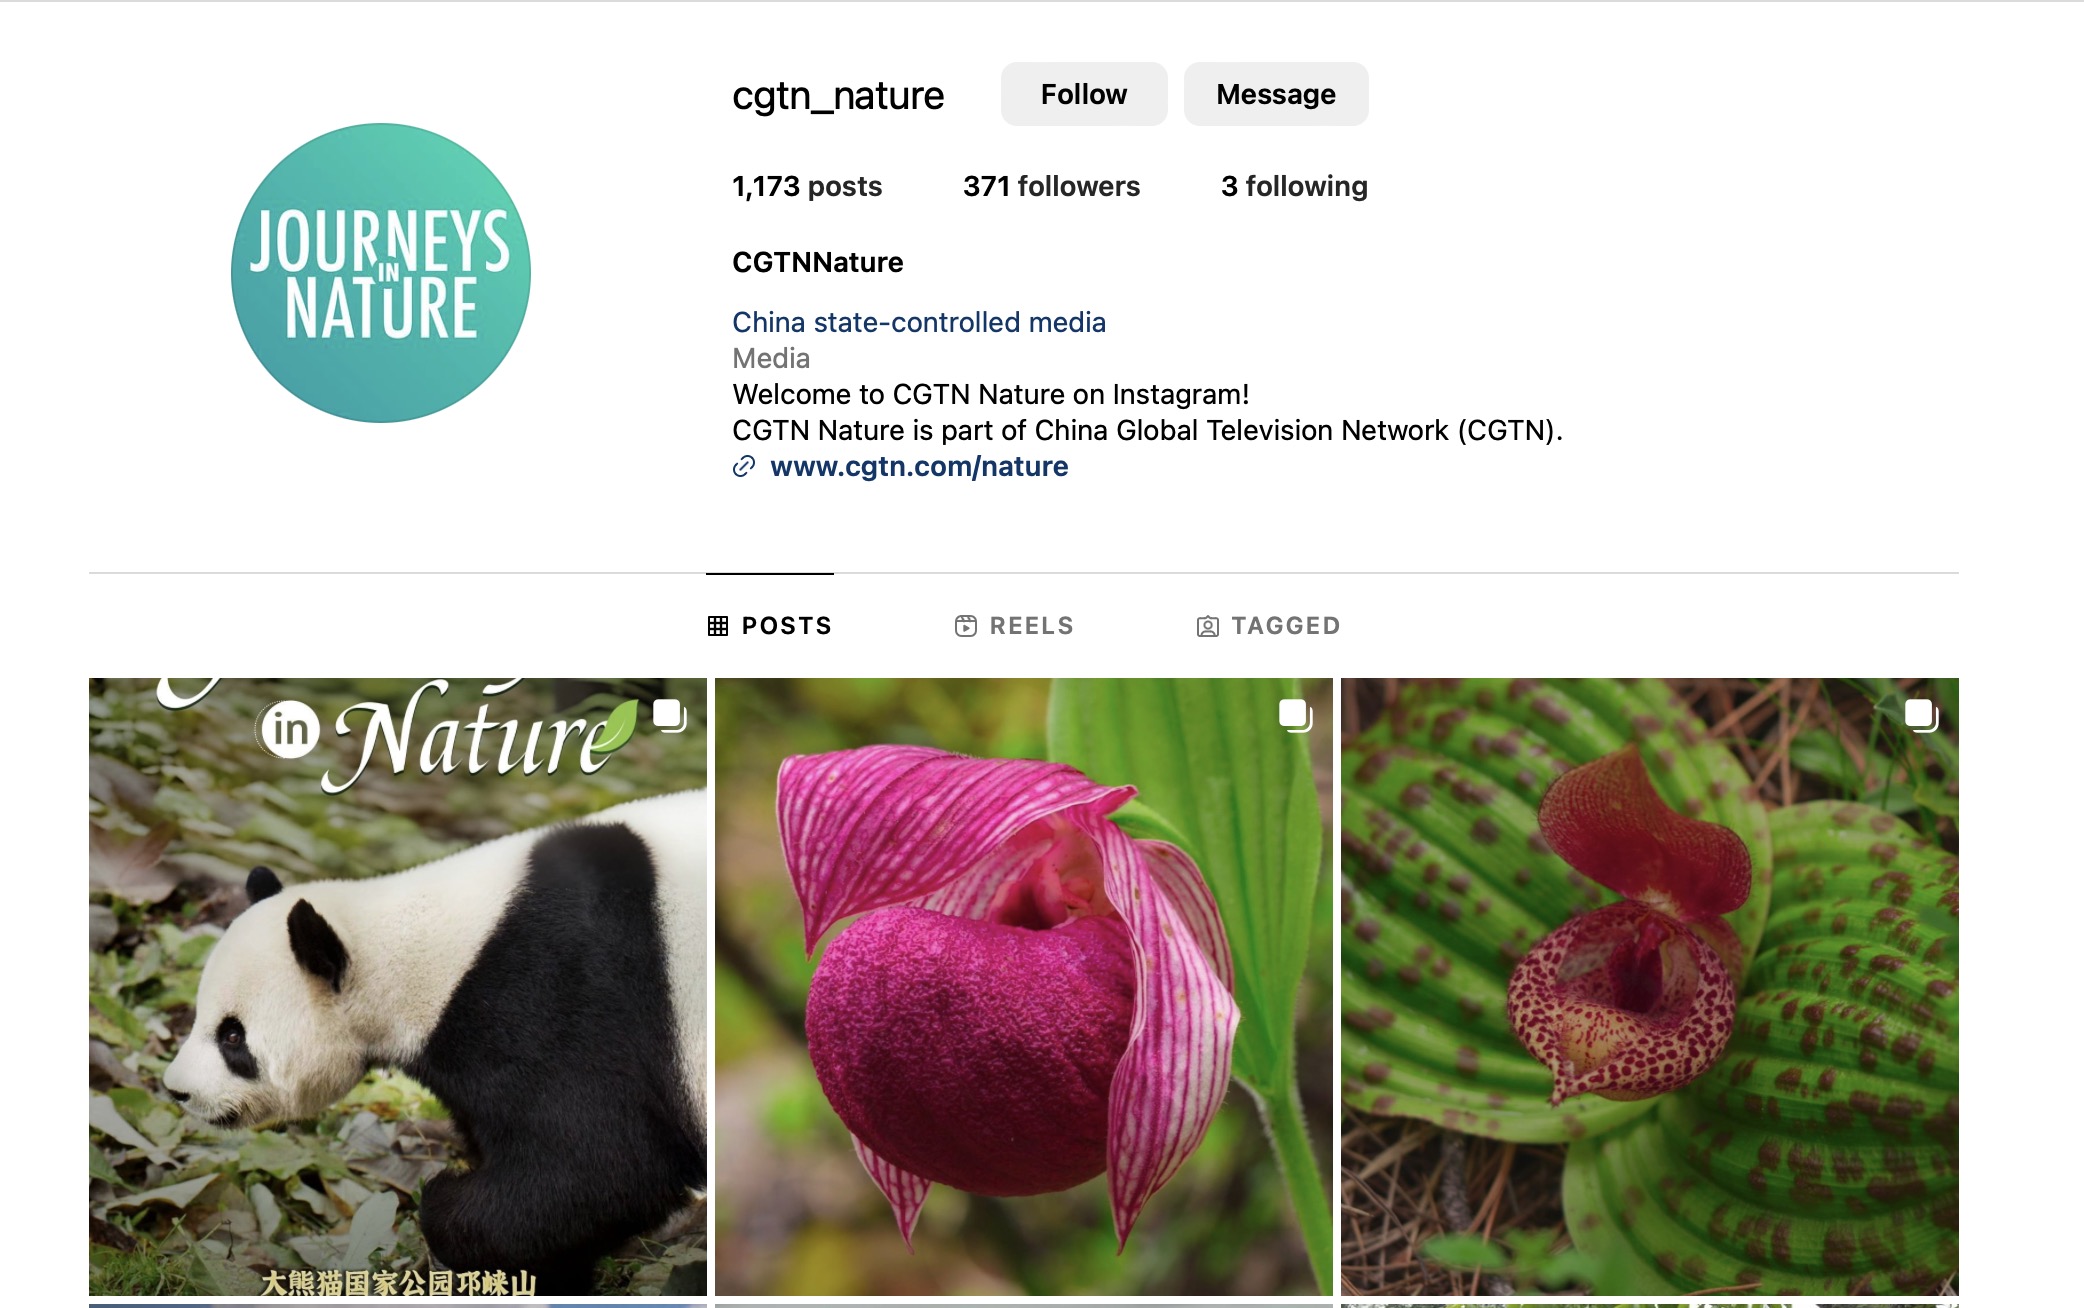 cgtn_nature
Follow
Message
1,173 posts
371 followers
3 following
JOURNEYS
IN
NATURE
CGTNNature
China state-controlled media
Media
Welcome to CGTN Nature on Instagram!
CGTN Nature is part of China Global Television Network (CGTN).
www.cgtn.com/nature
POSTS
REELS
TAGGED
in Nature
大熊猫国家公园邛崃山